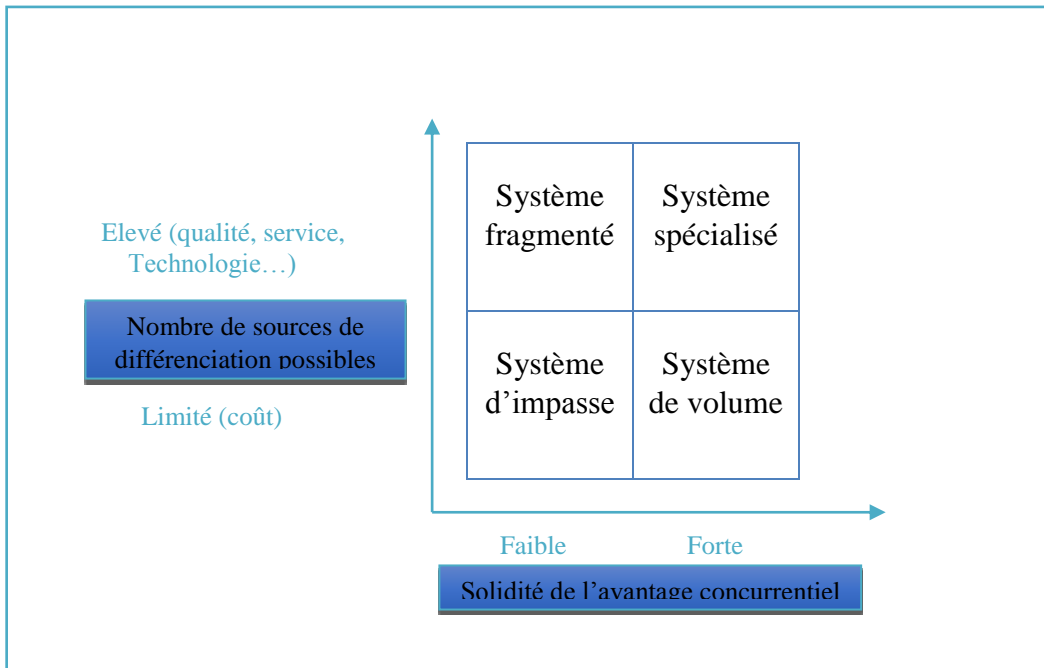 Système
fragmenté
Système
spécialisé
Elevé (qualité, service,
Technologie…)
Nombre de sources de
différenciation possibles
Système
d’impasse
Système
de volume
Limité (coût)
Faible
Forte
Solidité de l’avantage concurrentiel